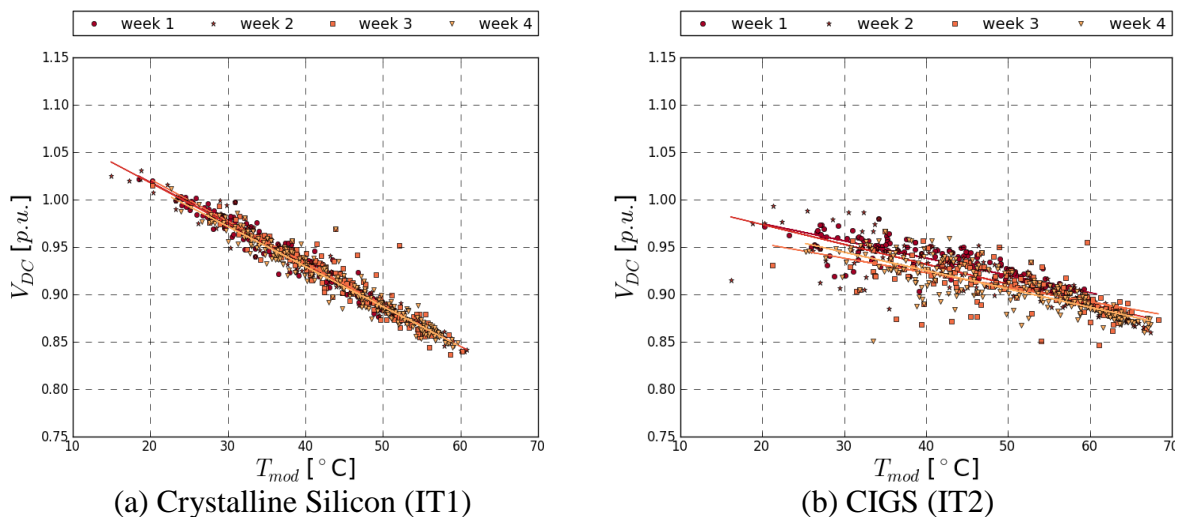 week 1 week 2 week 3 week 4
1.15
1.10
1.05
1.00
0.95
0.90
0.85
0.80
0.75
10 20 30 40 50 60 70
V_DC [p.u.]
T_mod [°C]
(a) Crystalline Silicon (IT1)
week 1 week 2 week 3 week 4
1.15
1.10
1.05
1.00
0.95
0.90
0.85
0.80
0.75
10 20 30 40 50 60 70
V_DC [p.u.]
T_mod [°C]
(b) CIGS (IT2)